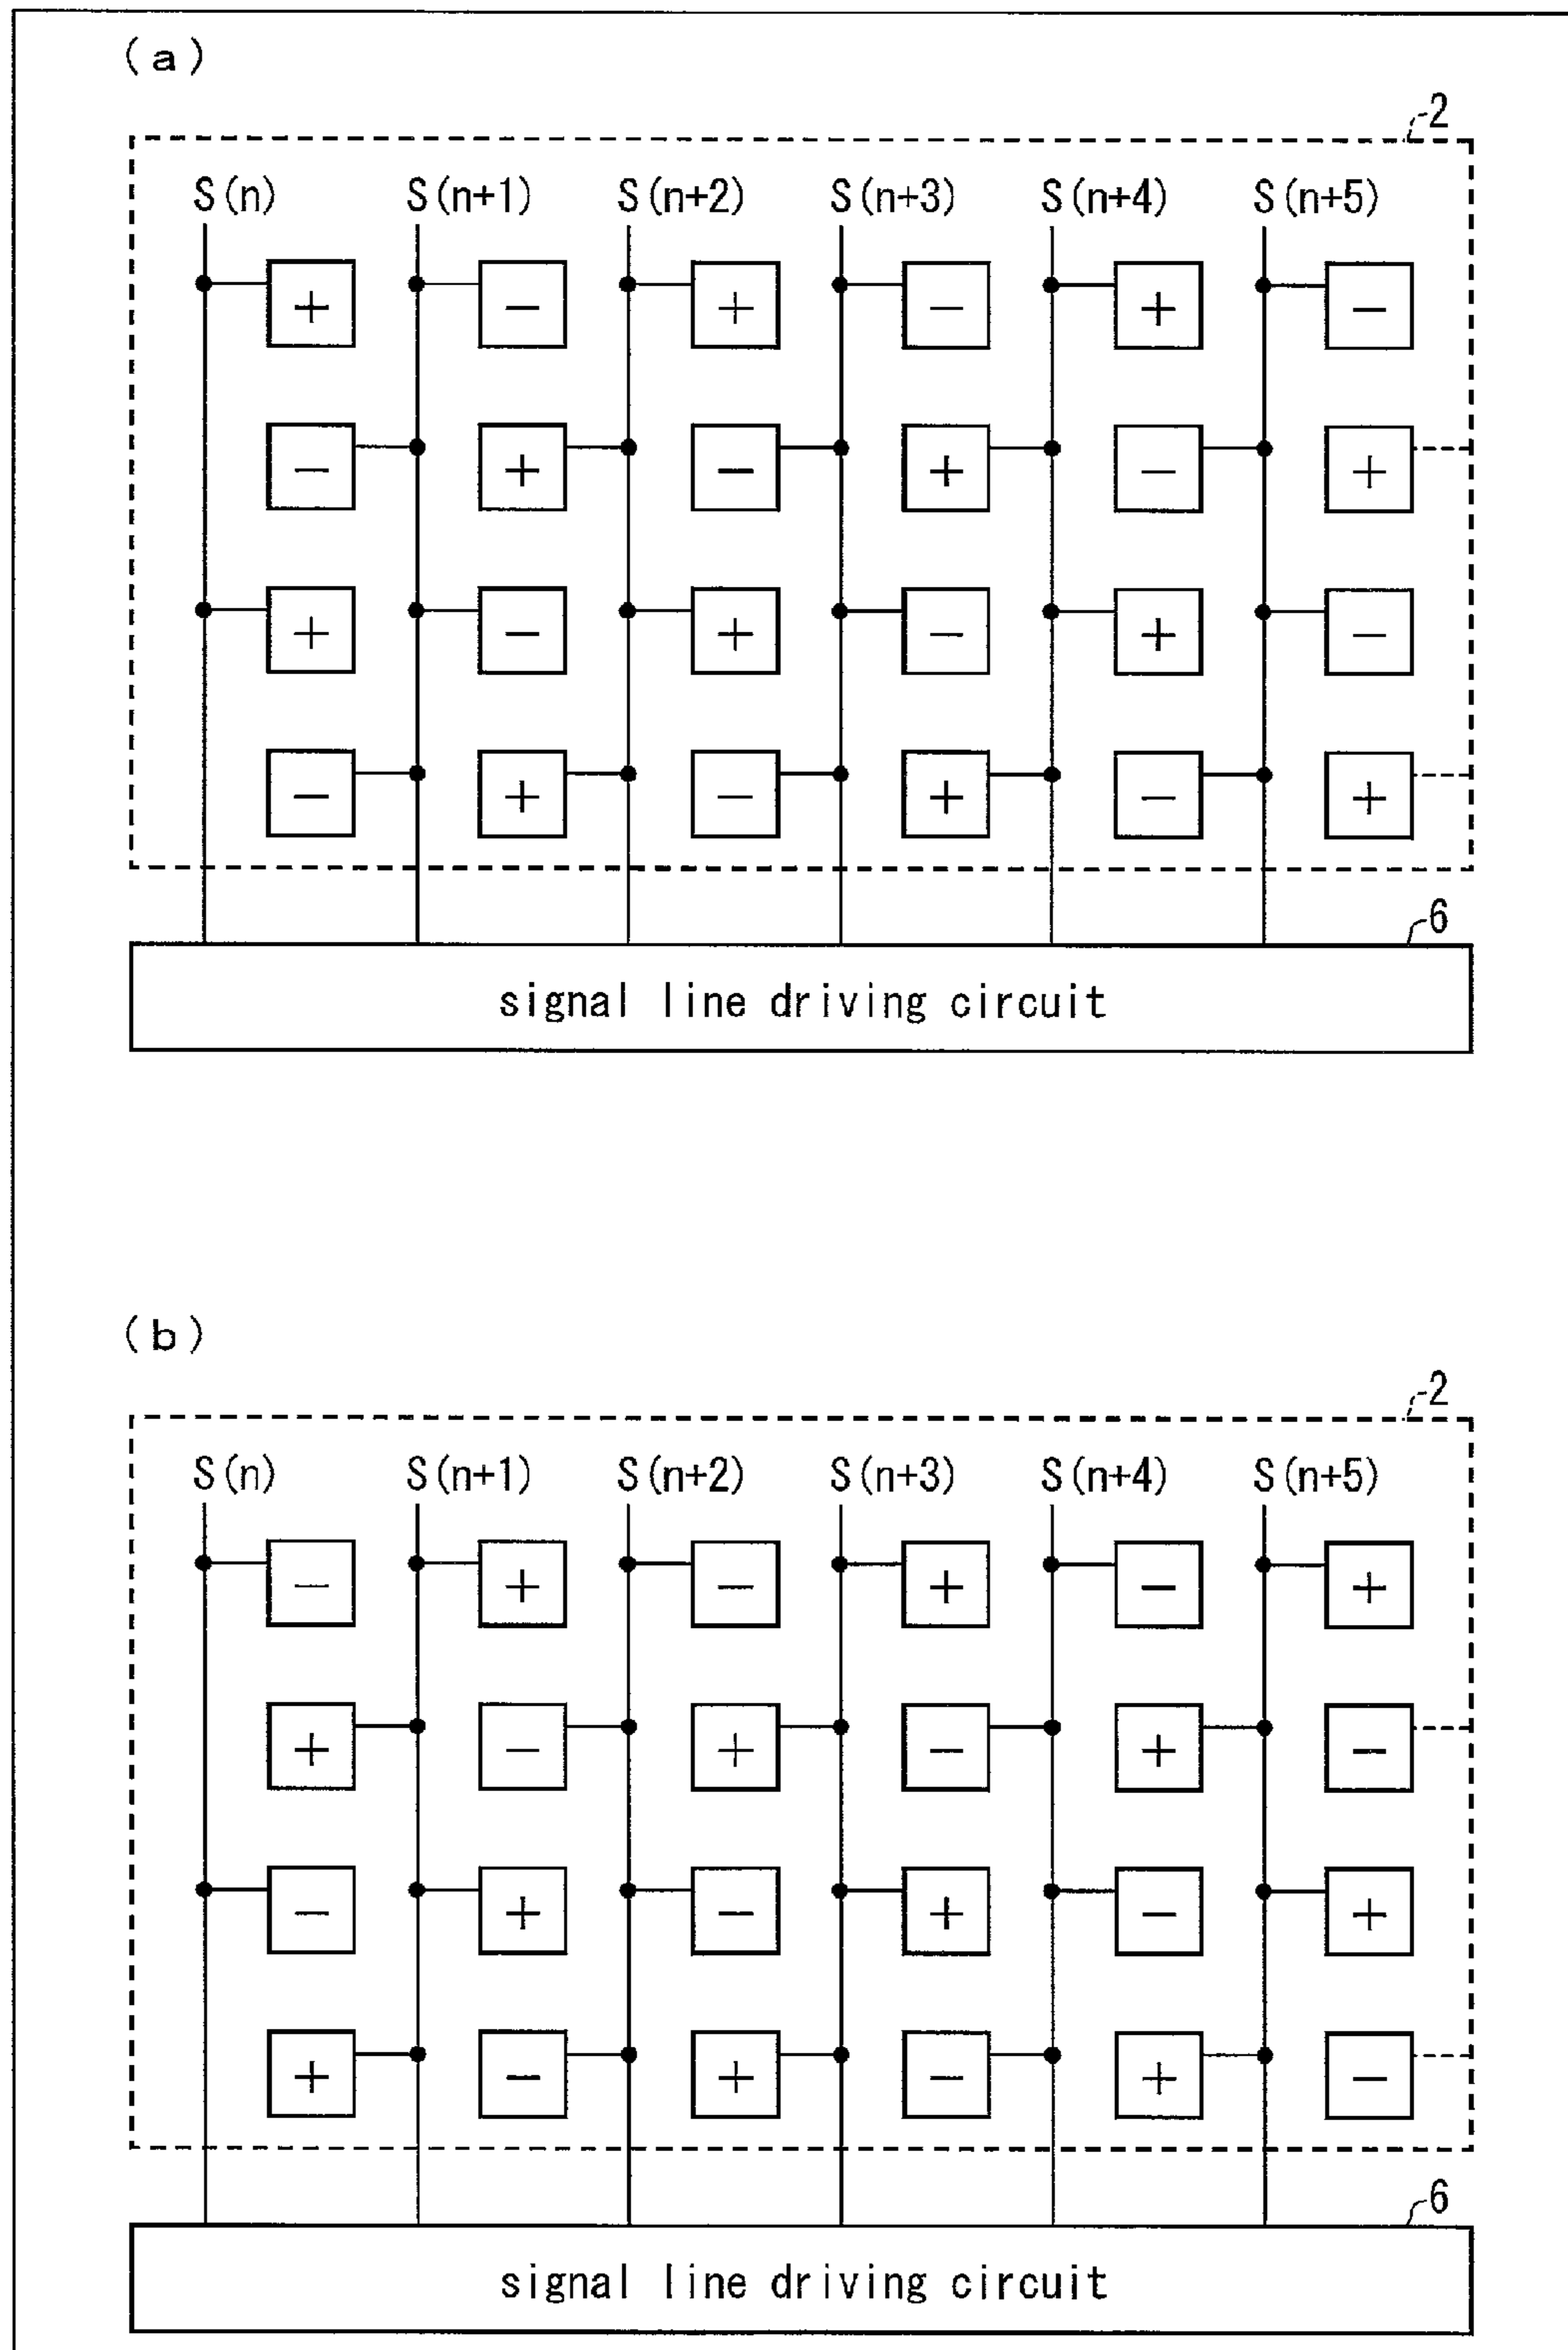 (a)
2
S(n) S(n+1) S(n+2) S(n+3) S(n+4) S(n+5)
+ − + − + −
− + − + − +
+ − + − + −
− + − + − +
6
signal line driving circuit
(b)
2
S(n) S(n+1) S(n+2) S(n+3) S(n+4) S(n+5)
− + − + − +
+ − + − + −
− + − + − +
+ − + − + −
6
signal line driving circuit